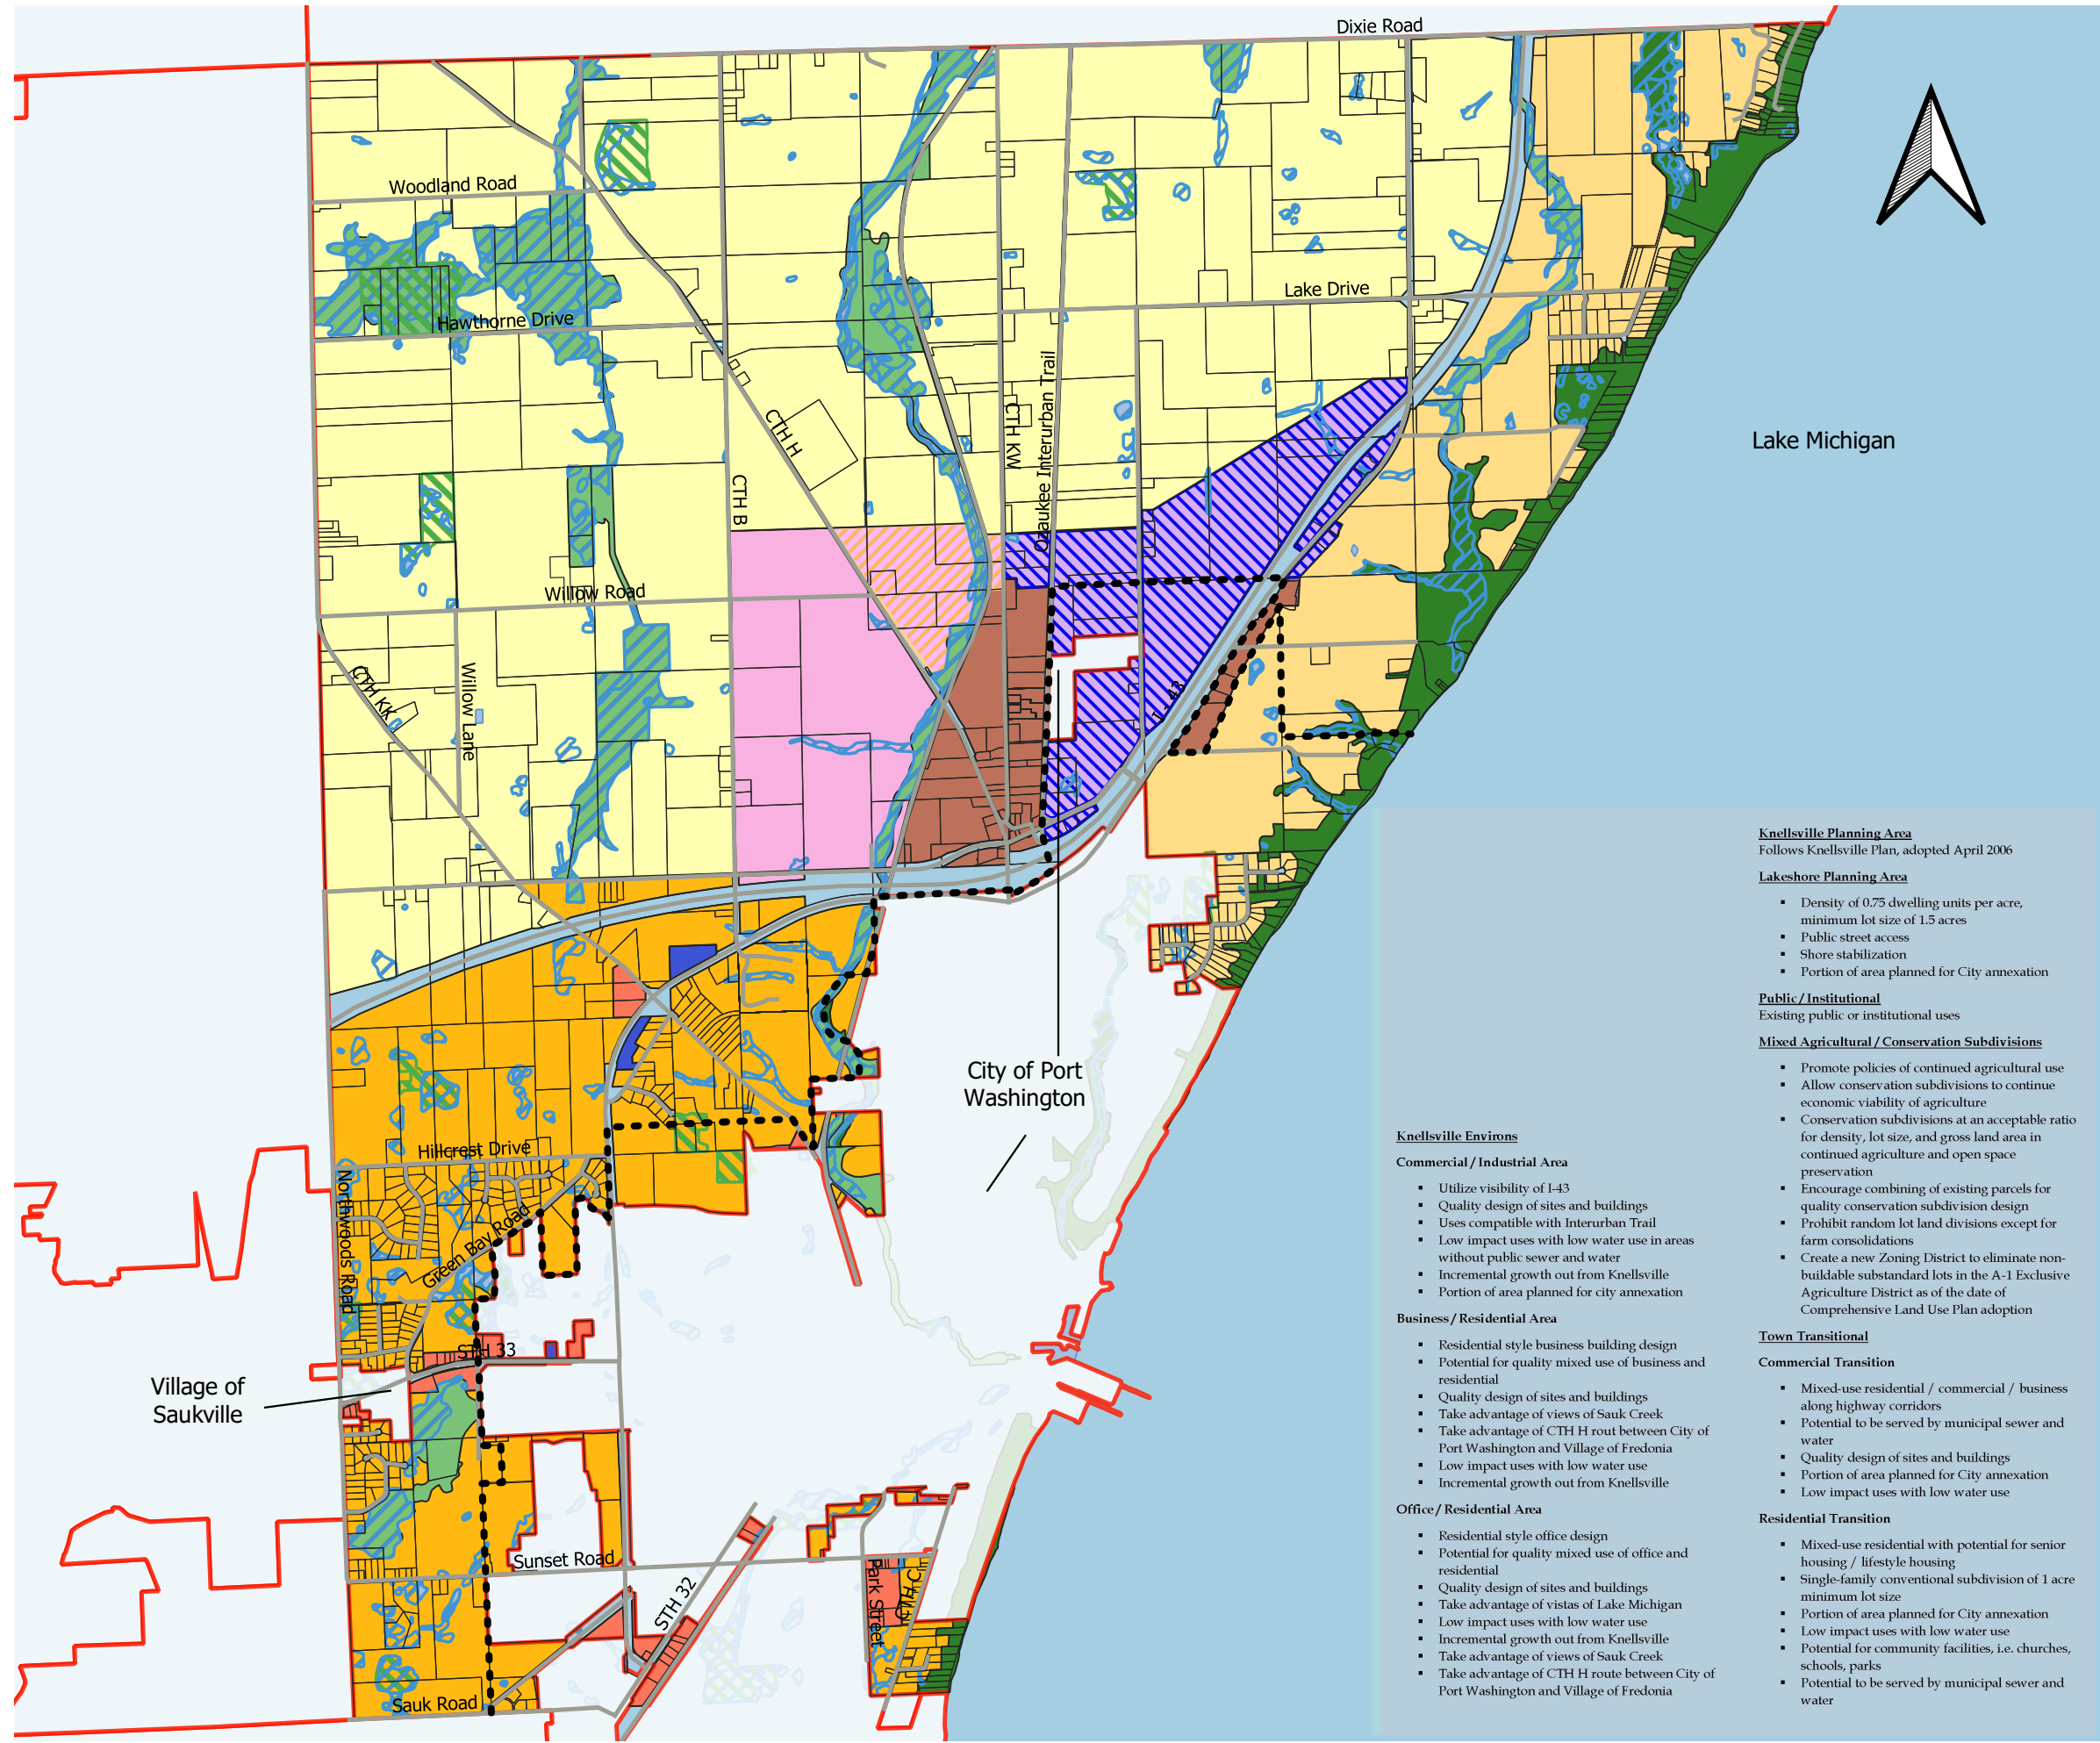 Dixie Road
Woodland Road
Lake Drive
Hawthorne Drive
Ozaukee Interurban Trail
CTH KW
CTH H
CTH B
Lake Michigan
Willow Road
Willow Lane
CTH KK
I - 43
City of Port
Washington
Hillcrest Drive
Northwoods Road
Green Bay Road
STH 33
Village of
Saukville
Sunset Road
STH 32
Park Street
CTH C
Sauk Road
Knellsville Environs
Commercial / Industrial Area
▪ Utilize visibility of I-43
▪ Quality design of sites and buildings
▪ Uses compatible with Interurban Trail
▪ Low impact uses with low water use in areas
without public sewer and water
▪ Incremental growth out from Knellsville
▪ Portion of area planned for city annexation
Business / Residential Area
▪ Residential style business building design
▪ Potential for quality mixed use of business and
residential
▪ Quality design of sites and buildings
▪ Take advantage of views of Sauk Creek
▪ Take advantage of CTH H rout between City of
Port Washington and Village of Fredonia
▪ Low impact uses with low water use
▪ Incremental growth out from Knellsville
Office / Residential Area
▪ Residential style office design
▪ Potential for quality mixed use of office and
residential
▪ Quality design of sites and buildings
▪ Take advantage of vistas of Lake Michigan
▪ Low impact uses with low water use
▪ Incremental growth out from Knellsville
▪ Take advantage of views of Sauk Creek
▪ Take advantage of CTH H route between City of
Port Washington and Village of Fredonia
Knellsville Planning Area
Follows Knellsville Plan, adopted April 2006
Lakeshore Planning Area
▪ Density of 0.75 dwelling units per acre,
minimum lot size of 1.5 acres
▪ Public street access
▪ Shore stabilization
▪ Portion of area planned for City annexation
Public / Institutional
Existing public or institutional uses
Mixed Agricultural / Conservation Subdivisions
▪ Promote policies of continued agricultural use
▪ Allow conservation subdivisions to continue
economic viability of agriculture
▪ Conservation subdivisions at an acceptable ratio
for density, lot size, and gross land area in
continued agriculture and open space
preservation
▪ Encourage combining of existing parcels for
quality conservation subdivision design
▪ Prohibit random lot land divisions except for
farm consolidations
▪ Create a new Zoning District to eliminate non-
buildable substandard lots in the A-1 Exclusive
Agriculture District as of the date of
Comprehensive Land Use Plan adoption
Town Transitional
Commercial Transition
▪ Mixed-use residential / commercial / business
along highway corridors
▪ Potential to be served by municipal sewer and
water
▪ Quality design of sites and buildings
▪ Portion of area planned for City annexation
▪ Low impact uses with low water use
Residential Transition
▪ Mixed-use residential with potential for senior
housing / lifestyle housing
▪ Single-family conventional subdivision of 1 acre
minimum lot size
▪ Portion of area planned for City annexation
▪ Low impact uses with low water use
▪ Potential for community facilities, i.e. churches,
schools, parks
▪ Potential to be served by municipal sewer and
water